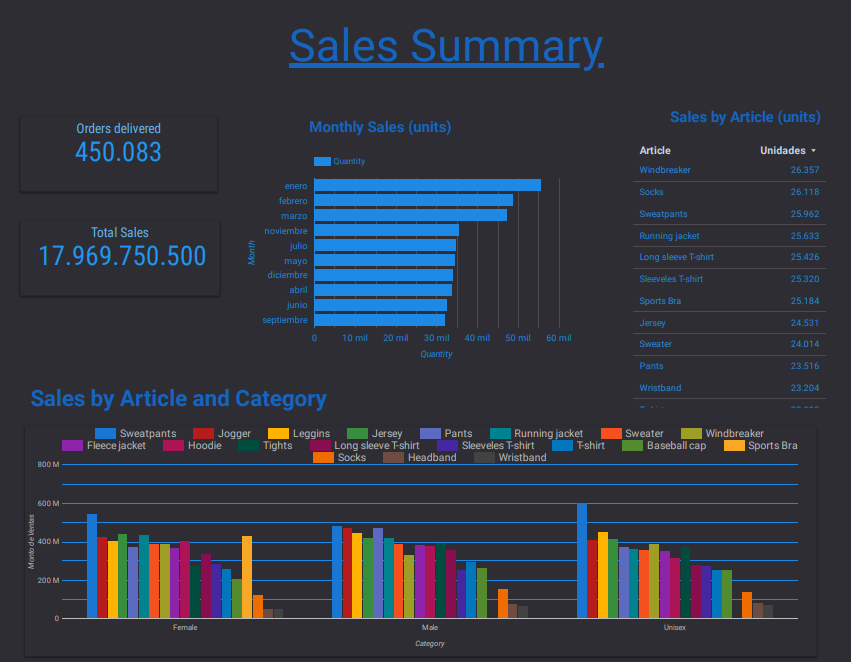 Sales Summary
Orders delivered
450.083
Total Sales
17.969.750.500
Monthly Sales (units)
Quantity
Month
enero
febrero
marzo
noviembre
julio
mayo
diciembre
abril
junio
septiembre
0 10 mil 20 mil 30 mil 40 mil 50 mil 60 mil
Quantity
Sales by Article (units)
Article Unidades
Windbreaker 26.357
Socks 26.118
Sweatpants 25.962
Running jacket 25.633
Long sleeve T-shirt 25.426
Sleeveles T-shirt 25.320
Sports Bra 25.184
Jersey 24.531
Sweater 24.014
Pants 23.516
Wristband 23.204
Sales by Article and Category
Sweatpants Jogger Leggins Jersey Pants Running jacket Sweater Windbreaker
Fleece jacket Hoodie Tights Long sleeve T-shirt Sleeveles T-shirt T-shirt Baseball cap Sports Bra
Socks Headband Wristband
Monto de Ventas
800 M
600 M
400 M
200 M
0
Female Male Unisex
Category